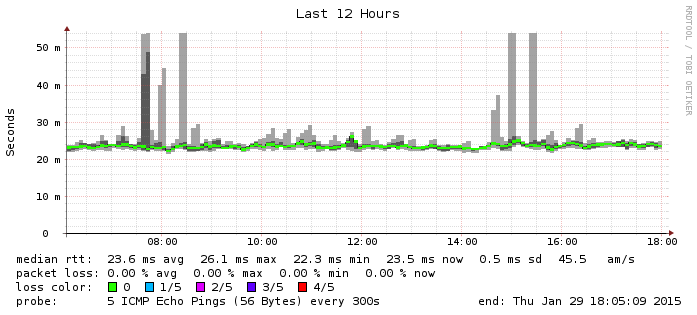 Last 12 Hours
RRDTOOL / TOBI OETIKER
Seconds
50 m
40 m
30 m
20 m
10 m
0
08:00 10:00 12:00 14:00 16:00 18:00
median rtt: 23.6 ms avg 26.1 ms max 22.3 ms min 23.5 ms now 0.5 ms sd 45.5 am/s
packet loss: 0.00 % avg 0.00 % max 0.00 % min 0.00 % now
loss color: 0 1/5 2/5 3/5 4/5
probe: 5 ICMP Echo Pings (56 Bytes) every 300s end: Thu Jan 29 18:05:09 2015